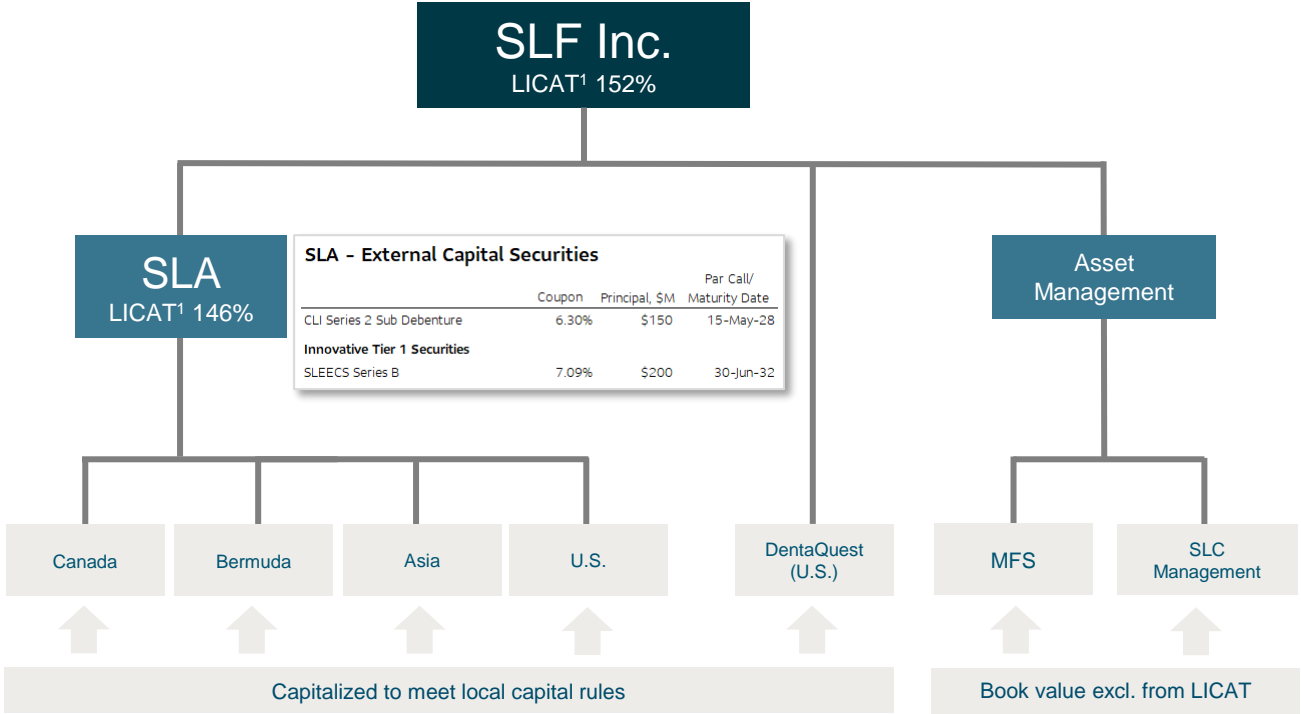 SLF Inc.
LICAT¹ 152%
SLA
LICAT¹ 146%
SLA – External Capital Securities
Par Call/
Coupon Principal, $M Maturity Date
CLI Series 2 Sub Debenture 6.30% $150 15-May-28
Innovative Tier 1 Securities
SLEECS Series B 7.09% $200 30-Jun-32
Asset
Management
Canada
Bermuda
Asia
U.S.
DentaQuest
(U.S.)
MFS
SLC
Management
Capitalized to meet local capital rules
Book value excl. from LICAT